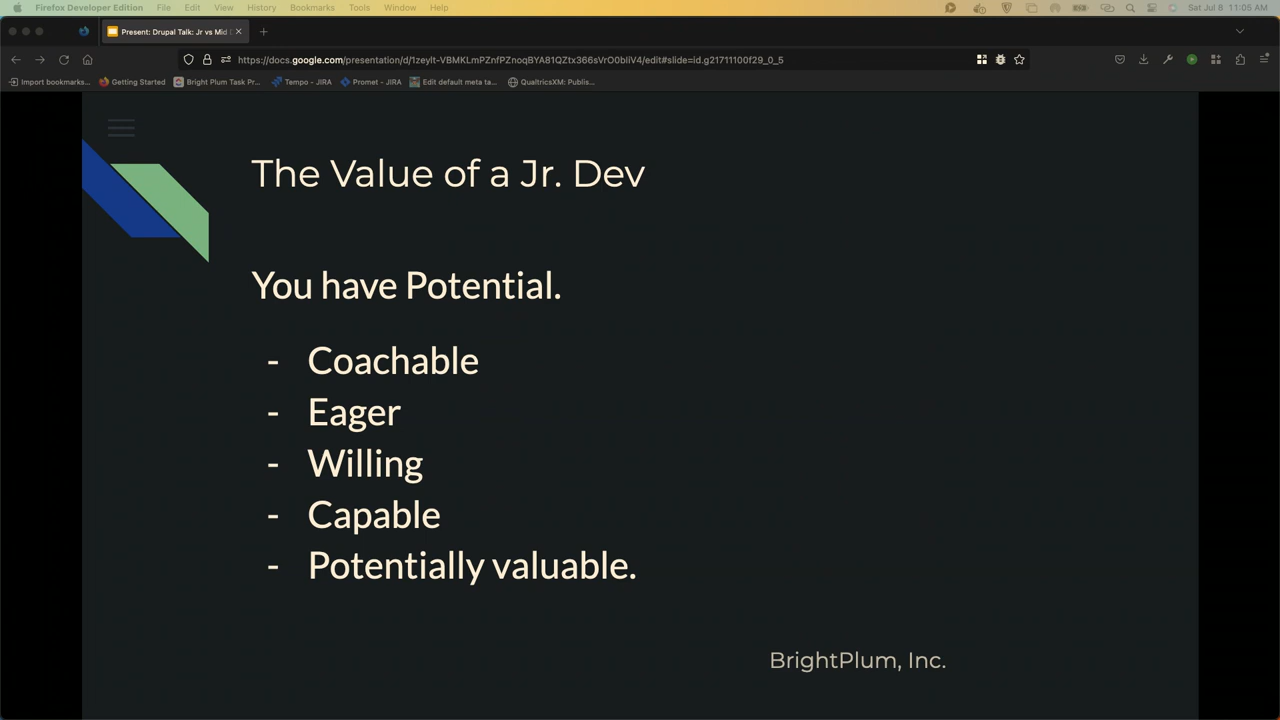 Firefox Developer Edition File Edit View History Bookmarks Tools Window Help Sat Jul 8 11:05 AM
Present: Drupal Talk: Jr vs Mid
https://docs.google.com/presentation/d/1zeylt-VBMKLmPZnfPZnoqBYA81QZtx366sVrO0bliV4/edit#slide=id.g21711100f29_0_5
Import bookmarks... Getting Started Bright Plum Task Pr... Tempo - JIRA Promet - JIRA Edit default meta ta... QualtricsXM: Publis...
The Value of a Jr. Dev
You have Potential.
- Coachable
- Eager
- Willing
- Capable
- Potentially valuable.
BrightPlum, Inc.